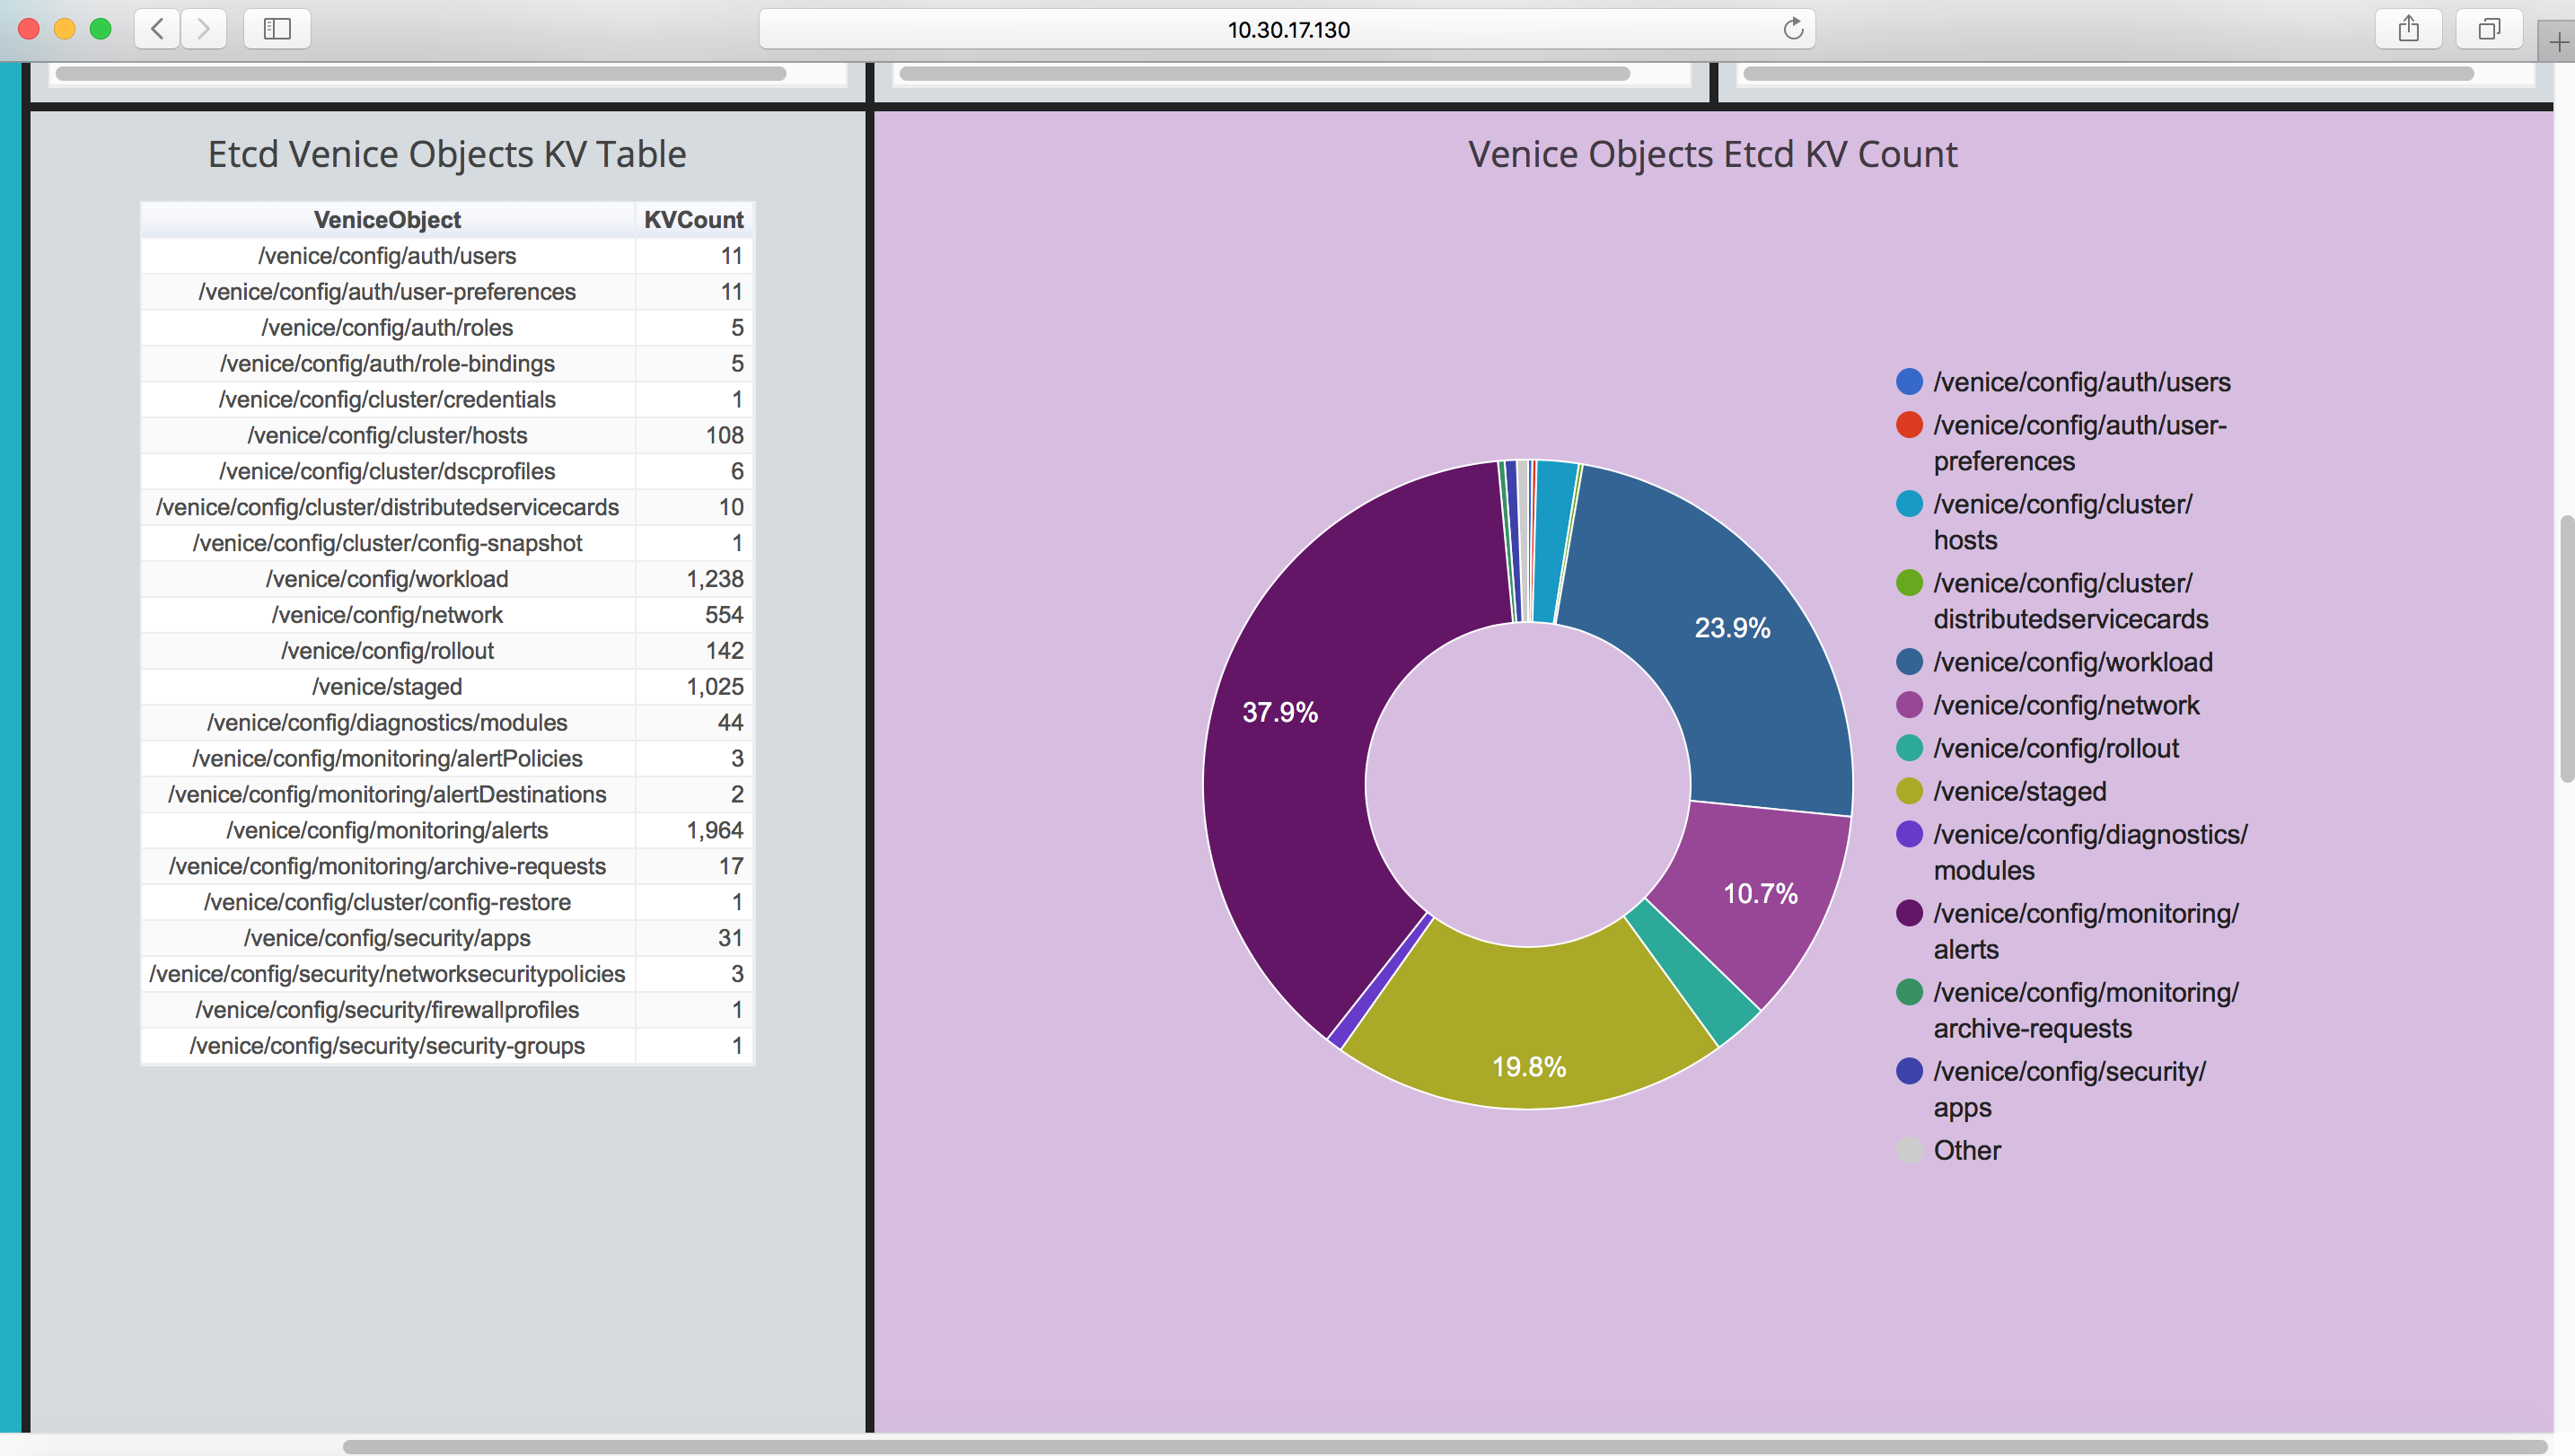 10.30.17.130
Etcd Venice Objects KV Table
VeniceObject KVCount
/venice/config/auth/users 11
/venice/config/auth/user-preferences 11
/venice/config/auth/roles 5
/venice/config/auth/role-bindings 5
/venice/config/cluster/credentials 1
/venice/config/cluster/hosts 108
/venice/config/cluster/dscprofiles 6
/venice/config/cluster/distributedservicecards 10
/venice/config/cluster/config-snapshot 1
/venice/config/workload 1,238
/venice/config/network 554
/venice/config/rollout 142
/venice/staged 1,025
/venice/config/diagnostics/modules 44
/venice/config/monitoring/alertPolicies 3
/venice/config/monitoring/alertDestinations 2
/venice/config/monitoring/alerts 1,964
/venice/config/monitoring/archive-requests 17
/venice/config/cluster/config-restore 1
/venice/config/security/apps 31
/venice/config/security/networksecuritypolicies 3
/venice/config/security/firewallprofiles 1
/venice/config/security/security-groups 1
Venice Objects Etcd KV Count
23.9%
37.9%
10.7%
19.8%
/venice/config/auth/users
/venice/config/auth/user-
preferences
/venice/config/cluster/
hosts
/venice/config/cluster/
distributedservicecards
/venice/config/workload
/venice/config/network
/venice/config/rollout
/venice/staged
/venice/config/diagnostics/
modules
/venice/config/monitoring/
alerts
/venice/config/monitoring/
archive-requests
/venice/config/security/
apps
Other